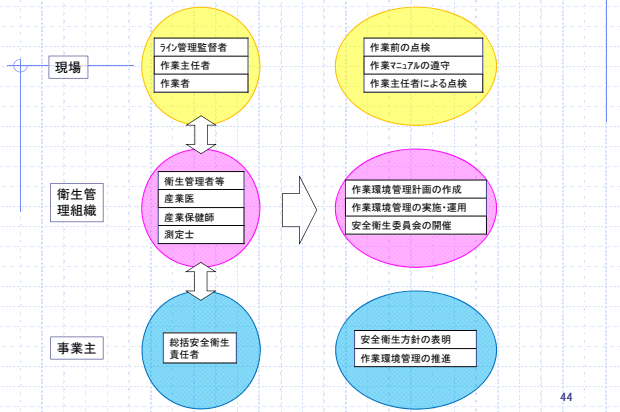 現場
ライン管理監督者
作業主任者
作業者
作業前の点検
作業マニュアルの遵守
作業主任者による点検
衛生管
理組織
衛生管理者等
産業医
産業保健師
測定士
作業環境管理計画の作成
作業環境管理の実施・運用
安全衛生委員会の開催
事業主
総括安全衛生
責任者
安全衛生方針の表明
作業環境管理の推進
44